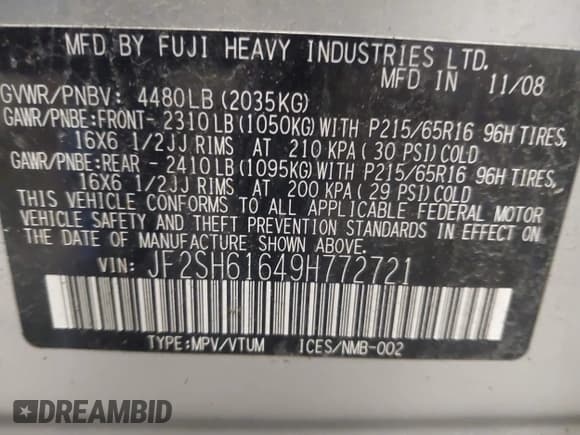 MFD BY FUJI HEAVY INDUSTRIES LTD.
MFD IN 11/08
GVWR/PNBV: 4480LB(2035KG)
GAWR/PNBE:FRONT- 2310LB(1050KG)WITH P215/65R16 96H TIRES,
16X6 1/2JJ RIMS AT 210 KPA(30 PSI)COLD
GAWR/PNBE:REAR - 2410LB(1095KG)WITH P215/65R16 96H TIRES,
16X6 1/2JJ RIMS AT 200 KPA(29 PSI)COLD
THIS VEHICLE CONFORMS TO ALL APPLICABLE FEDERAL MOTOR
VEHICLE SAFETY AND THEFT PREVENTION STANDARDS IN EFFECT ON
THE DATE OF MANUFACTURE SHOWN ABOVE.
VIN: JF2SH61649H772721
TYPE:MPV/VTUM ICES/NMB-002
DREAMBID